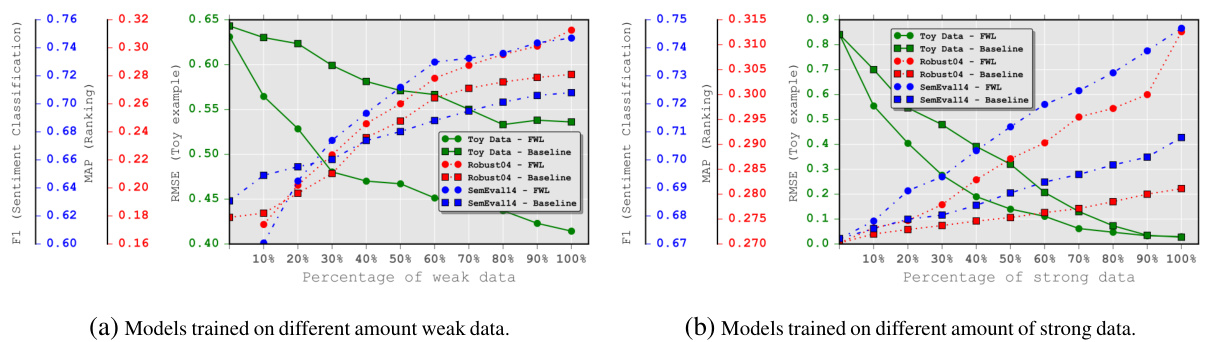 F1 (Sentiment Classification)
0.76
0.74
0.72
0.70
0.68
0.66
0.64
0.62
0.60
MAP (Ranking)
0.32
0.30
0.28
0.26
0.24
0.22
0.20
0.18
0.16
RMSE (Toy example)
0.65
0.60
0.55
0.50
0.45
0.40
Toy Data - FWL
Toy Data - Baseline
Robust04 - FWL
Robust04 - Baseline
SemEval14 - FWL
SemEval14 - Baseline
10% 20% 30% 40% 50% 60% 70% 80% 90% 100%
Percentage of weak data
(a) Models trained on different amount weak data.
F1 (Sentiment Classification)
0.75
0.74
0.73
0.72
0.71
0.70
0.69
0.68
0.67
MAP (Ranking)
0.315
0.310
0.305
0.300
0.295
0.290
0.285
0.280
0.275
0.270
RMSE (Toy example)
0.9
0.8
0.7
0.6
0.5
0.4
0.3
0.2
0.1
0.0
Toy Data - FWL
Toy Data - Baseline
Robust04 - FWL
Robust04 - Baseline
SemEval14 - FWL
SemEval14 - Baseline
10% 20% 30% 40% 50% 60% 70% 80% 90% 100%
Percentage of strong data
(b) Models trained on different amount of strong data.